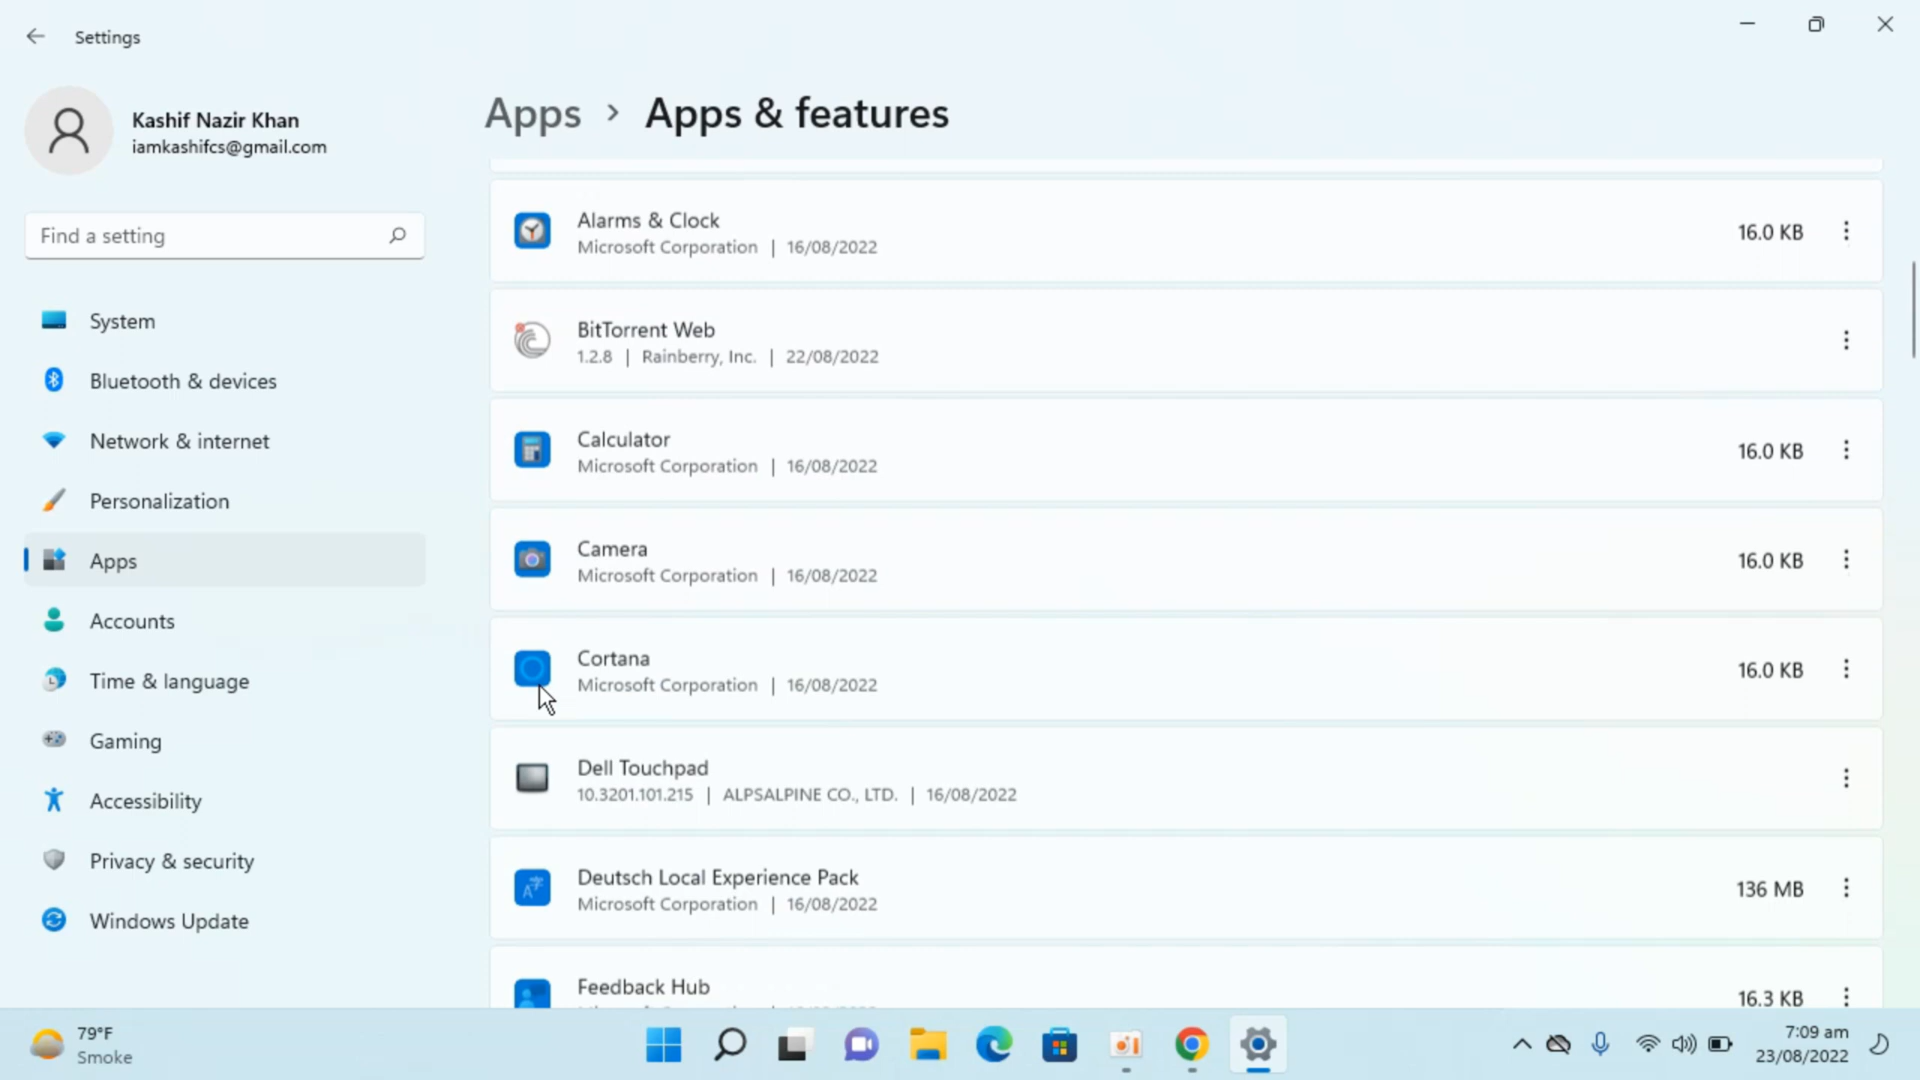 Settings
Kashif Nazir Khan
iamkashifcs@gmail.com
Find a setting
System
Bluetooth & devices
Network & internet
Personalization
Apps
Accounts
Time & language
Gaming
Accessibility
Privacy & security
Windows Update
Apps > Apps & features
Alarms & Clock
Microsoft Corporation | 16/08/2022
16.0 KB
BitTorrent Web
1.2.8 | Rainberry, Inc. | 22/08/2022
Calculator
Microsoft Corporation | 16/08/2022
16.0 KB
Camera
Microsoft Corporation | 16/08/2022
16.0 KB
Cortana
Microsoft Corporation | 16/08/2022
16.0 KB
Dell Touchpad
10.3201.101.215 | ALPSALPINE CO., LTD. | 16/08/2022
Deutsch Local Experience Pack
Microsoft Corporation | 16/08/2022
136 MB
Feedback Hub
16.3 KB
79°F
Smoke
7:09 am
23/08/2022